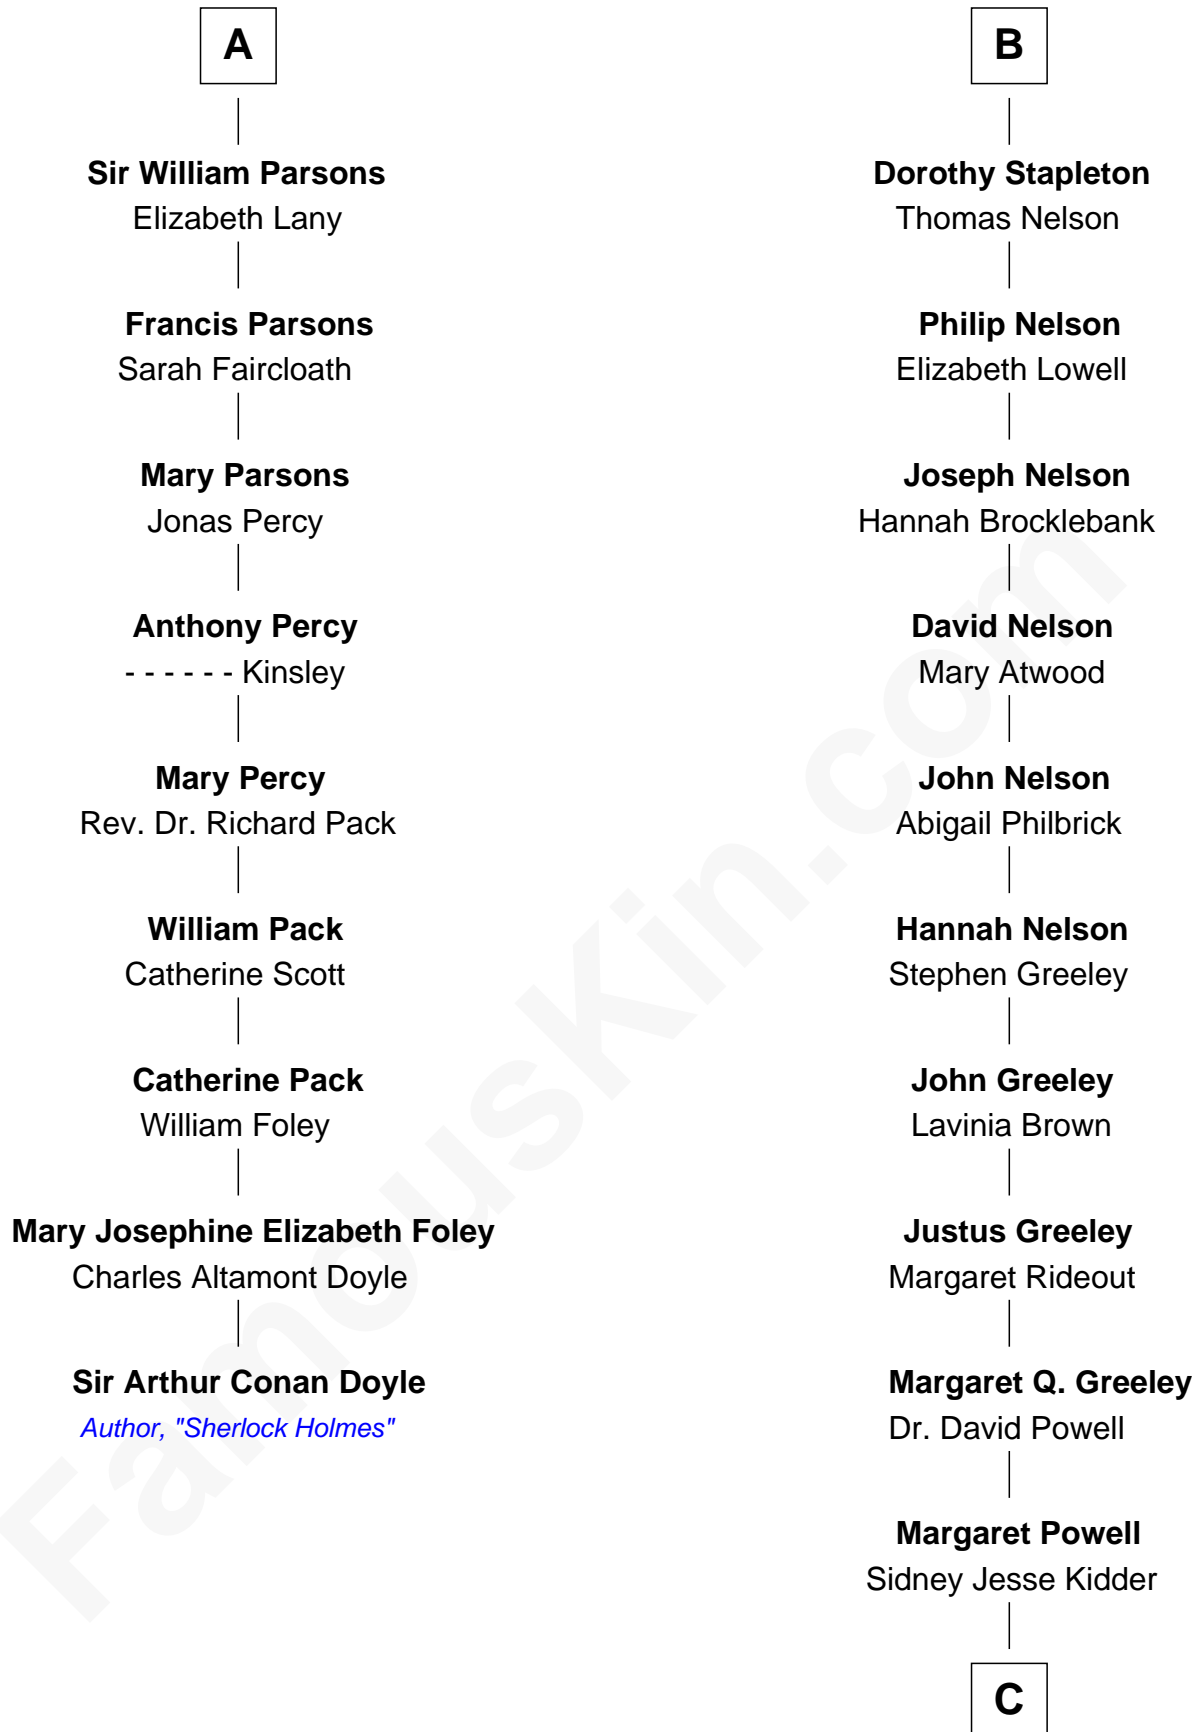 A
Sir William Parsons
Elizabeth Lany
Francis Parsons
Sarah Faircloath
Mary Parsons
Jonas Percy
Anthony Percy
- - - - - - Kinsley
Mary Percy
Rev. Dr. Richard Pack
William Pack
Catherine Scott
Catherine Pack
William Foley
Mary Josephine Elizabeth Foley
Charles Altamont Doyle
Sir Arthur Conan Doyle
Author, "Sherlock Holmes"
B
Dorothy Stapleton
Thomas Nelson
Philip Nelson
Elizabeth Lowell
Joseph Nelson
Hannah Brocklebank
David Nelson
Mary Atwood
John Nelson
Abigail Philbrick
Hannah Nelson
Stephen Greeley
John Greeley
Lavinia Brown
Justus Greeley
Margaret Rideout
Margaret Q. Greeley
Dr. David Powell
Margaret Powell
Sidney Jesse Kidder
C
FamousKin.com